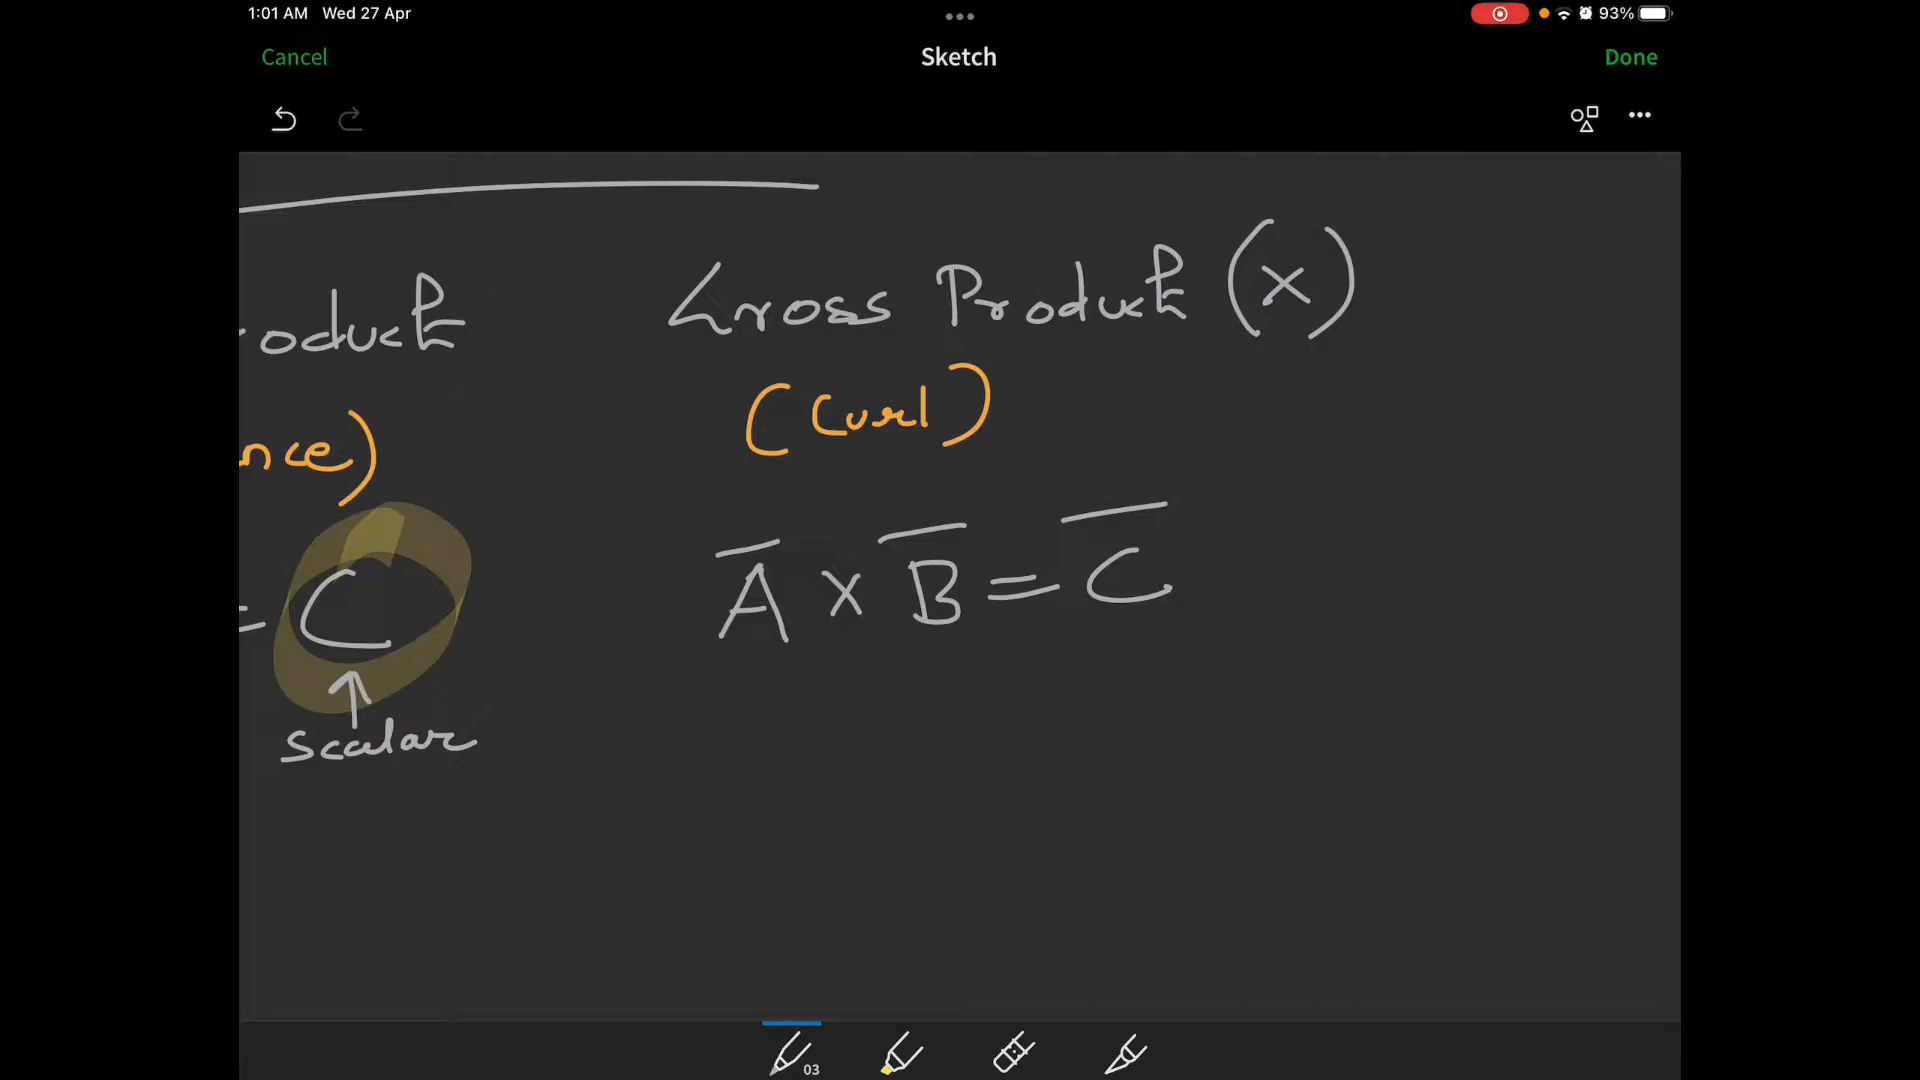 1:01 AM Wed 27 Apr
93%
Cancel
Sketch
Done
oduct
Cross Product (x)
nce)
(Curl)
= C
A̅ x B̅ = C̅
scalar
03